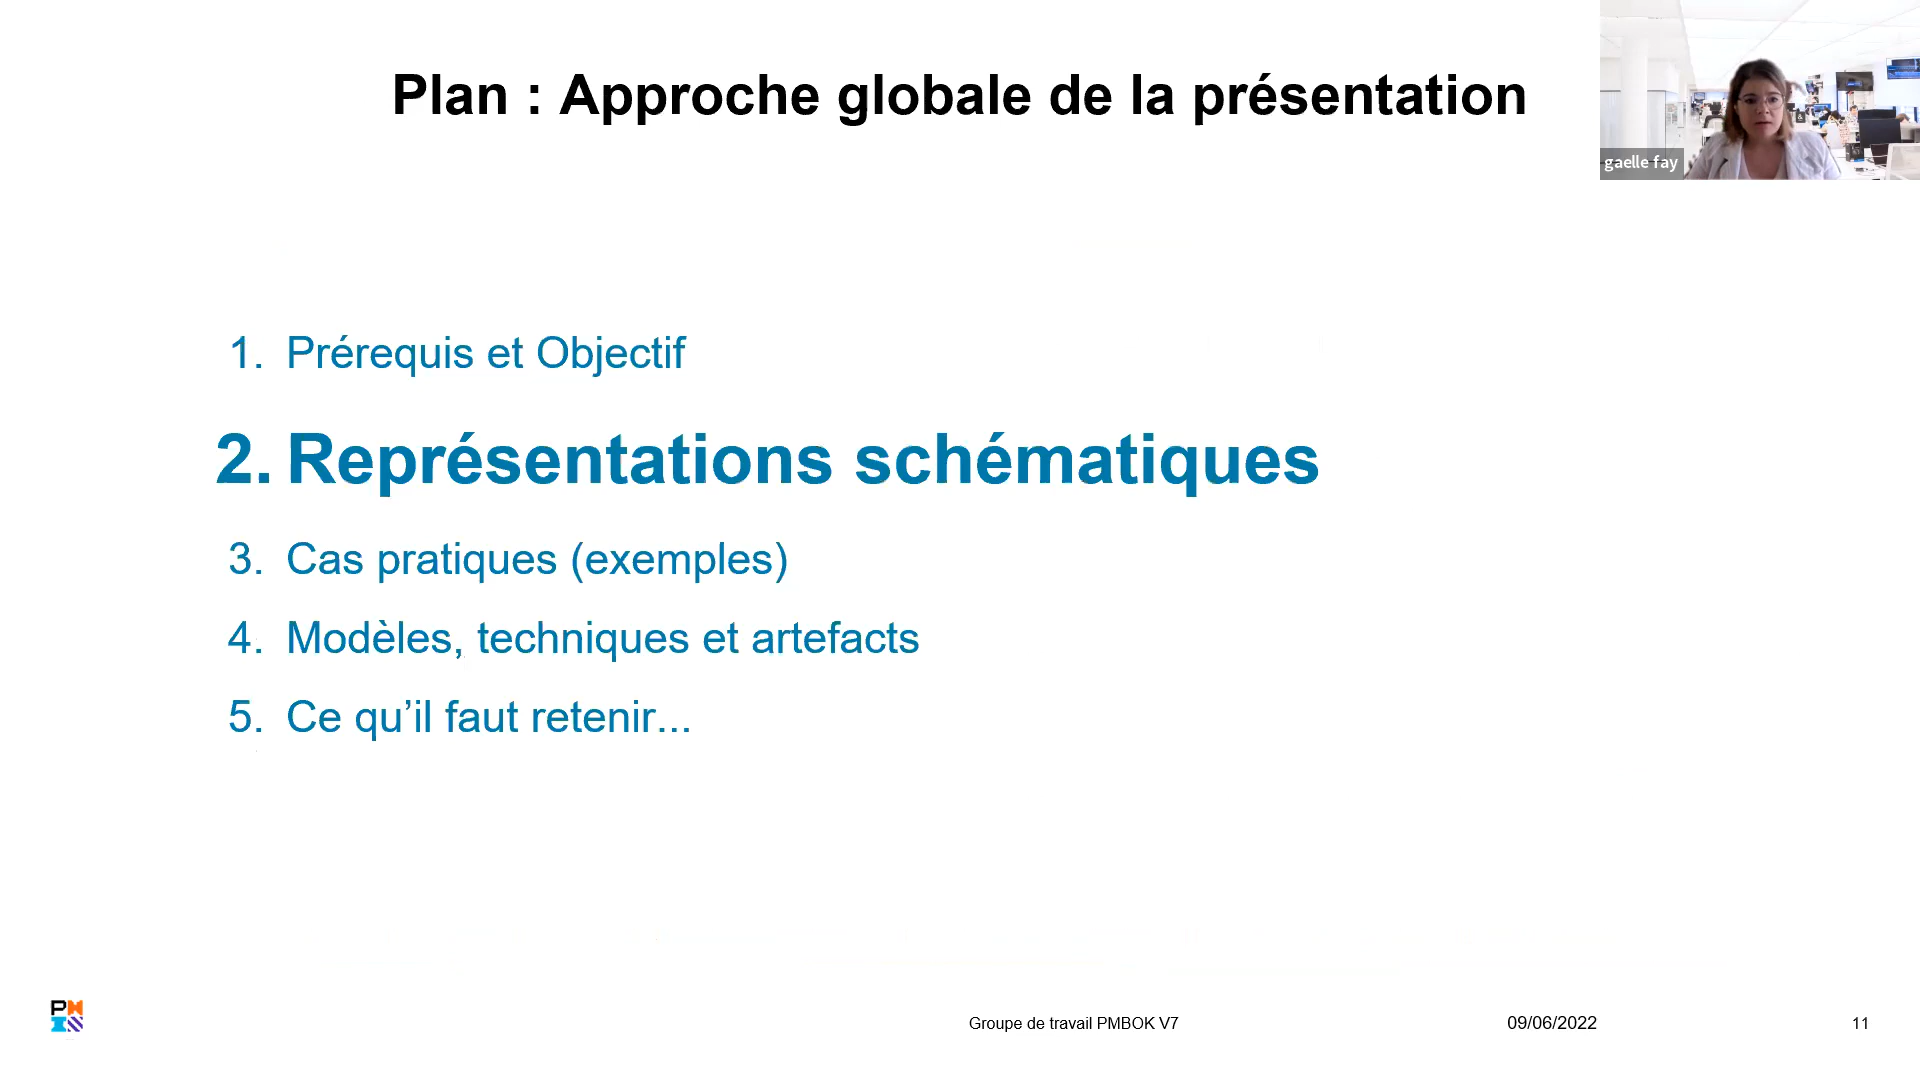 Plan : Approche globale de la présentation
gaelle fay
1. Prérequis et Objectif
2. Représentations schématiques
3. Cas pratiques (exemples)
4. Modèles, techniques et artefacts
5. Ce qu’il faut retenir...
Groupe de travail PMBOK V7
09/06/2022
11